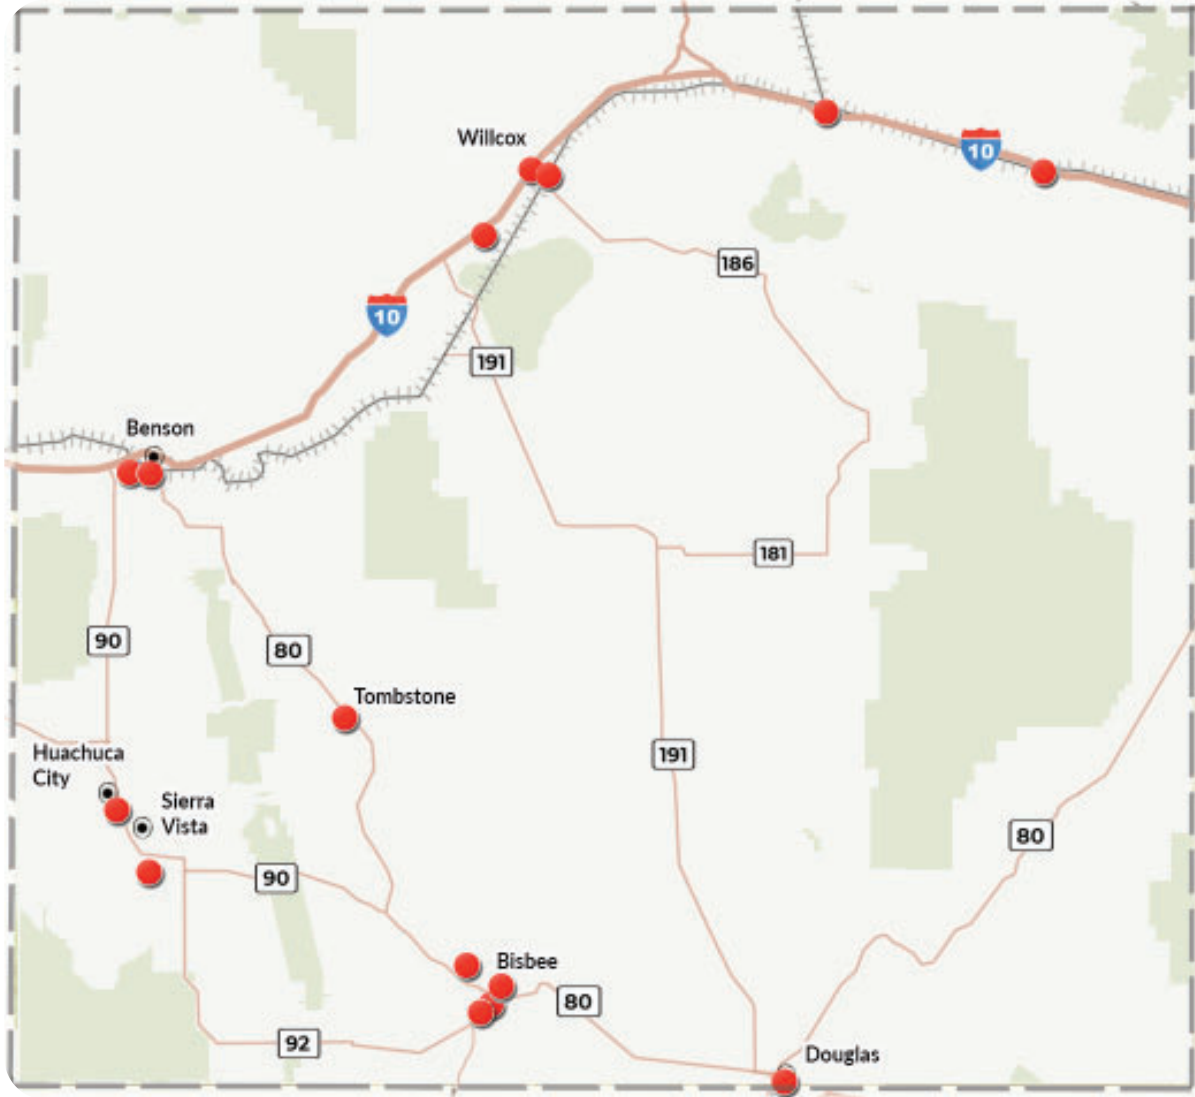 Willcox
10
186
10
191
Benson
181
90
80
Tombstone
Huachuca
City
191
Sierra
Vista
80
90
Bisbee
80
92
Douglas